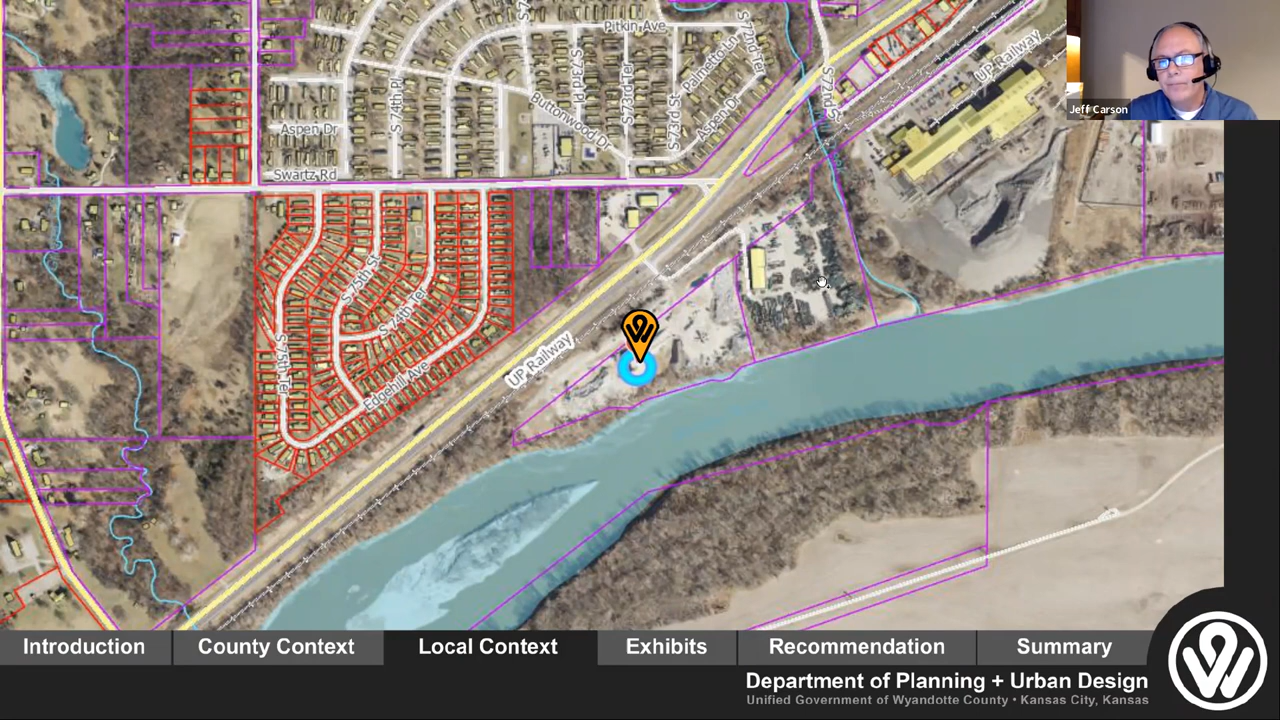 Pitkin Ave
S 7
S 72nd Ter
Palmetto Ln
S 74th Pl
S 73rd Pl
S 73rd Ter
S 73rd St
S 72nd St
UP Railway
Jeff Carson
Buttonwood Dr
Aspen Dr
Aspen Dr
Swartz Rd
S 75th St
S 74th Ter
S 75th Ter
Edgehill Ave
UP Railway
Introduction
County Context
Local Context
Exhibits
Recommendation
Summary
Department of Planning + Urban Design
Unified Government of Wyandotte County • Kansas City, Kansas